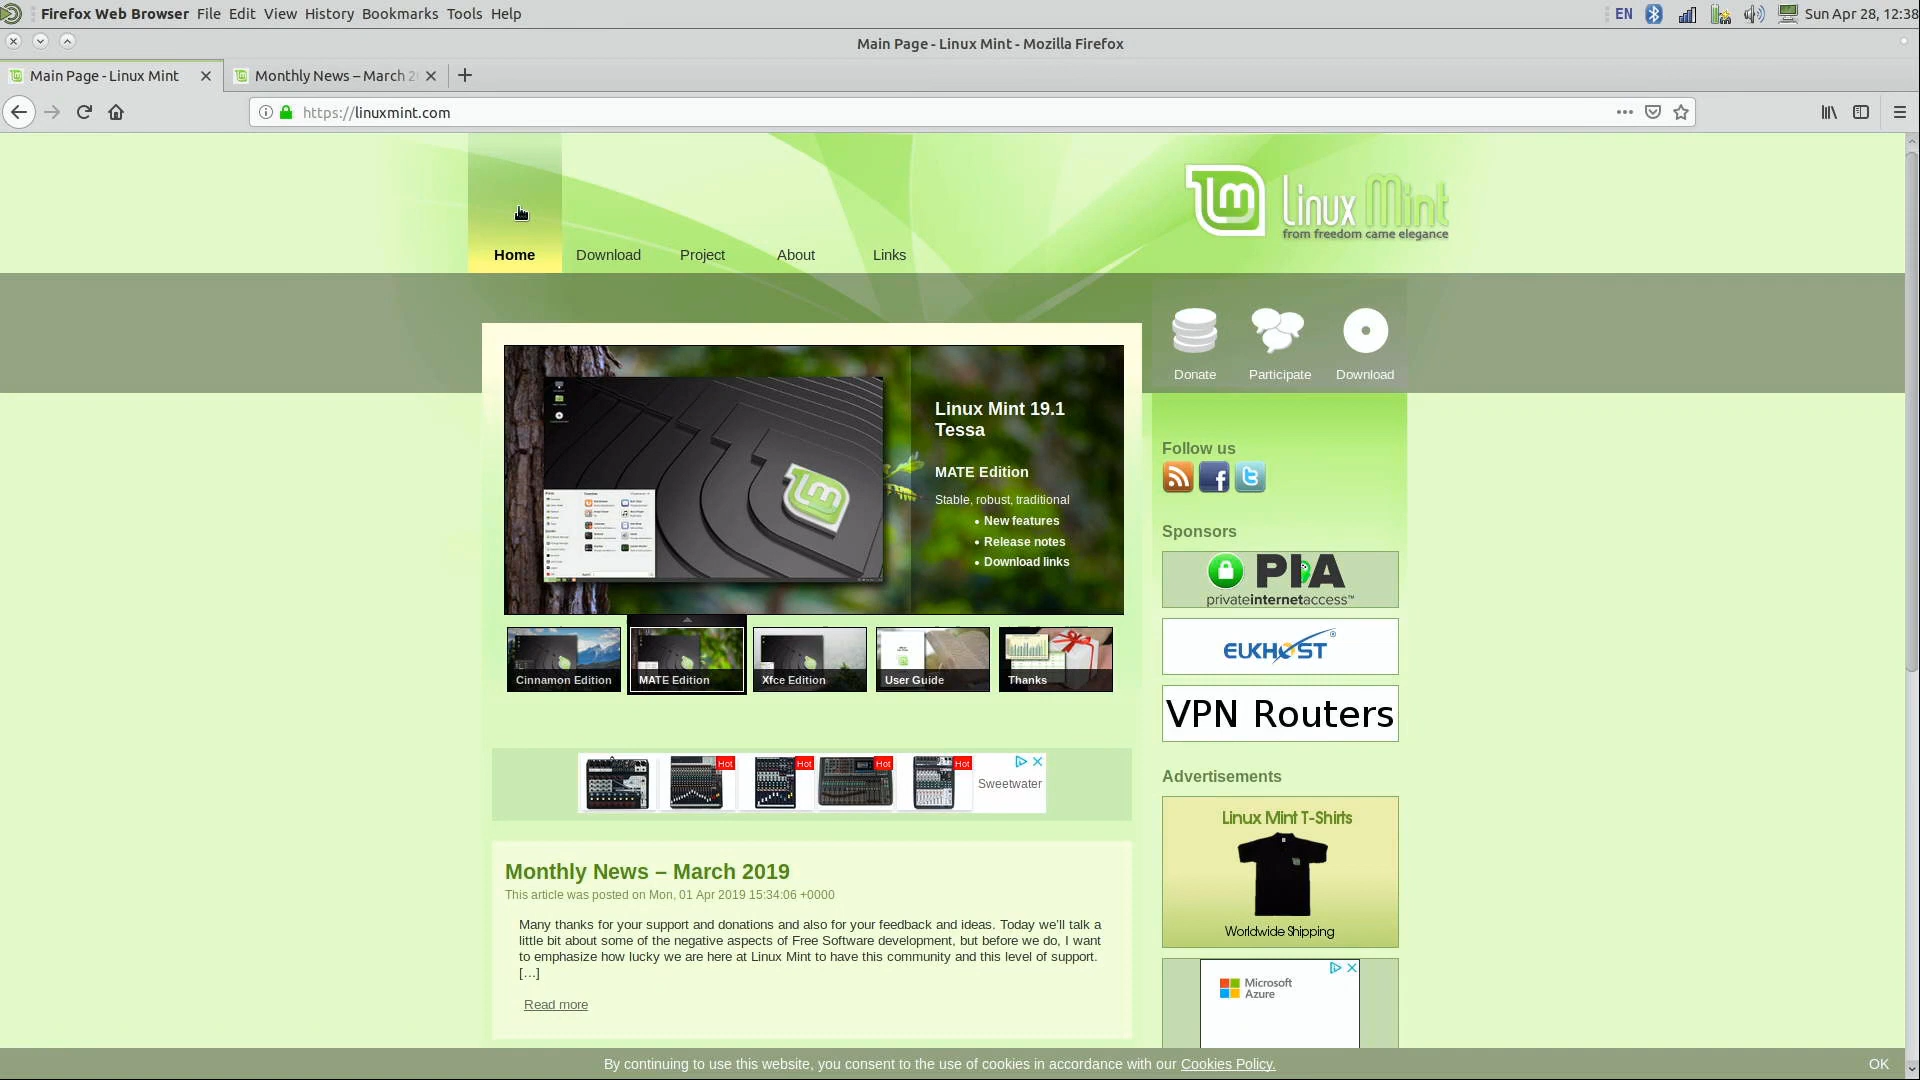 Firefox Web Browser File Edit View History Bookmarks Tools Help
EN Sun Apr 28, 12:38
Main Page - Linux Mint - Mozilla Firefox
Main Page - Linux Mint
Monthly News – March 2
https://linuxmint.com
Linux Mint
from freedom came elegance
Home Download Project About Links
Donate Participate Download
Linux Mint 19.1
Tessa
MATE Edition
Stable, robust, traditional
• New features
• Release notes
• Download links
Cinnamon Edition
MATE Edition
Xfce Edition
User Guide
Thanks
Follow us
Sponsors
PIA
privateinternetaccess™
EUKHOST®
VPN Routers
Hot Hot Hot Hot
Sweetwater
Advertisements
Linux Mint T-Shirts
Worldwide Shipping
Microsoft
Azure
Monthly News – March 2019
This article was posted on Mon, 01 Apr 2019 15:34:06 +0000
Many thanks for your support and donations and also for your feedback and ideas. Today we'll talk a
little bit about some of the negative aspects of Free Software development, but before we do, I want
to emphasize how lucky we are here at Linux Mint to have this community and this level of support.
[…]
Read more
By continuing to use this website, you consent to the use of cookies in accordance with our Cookies Policy.
OK